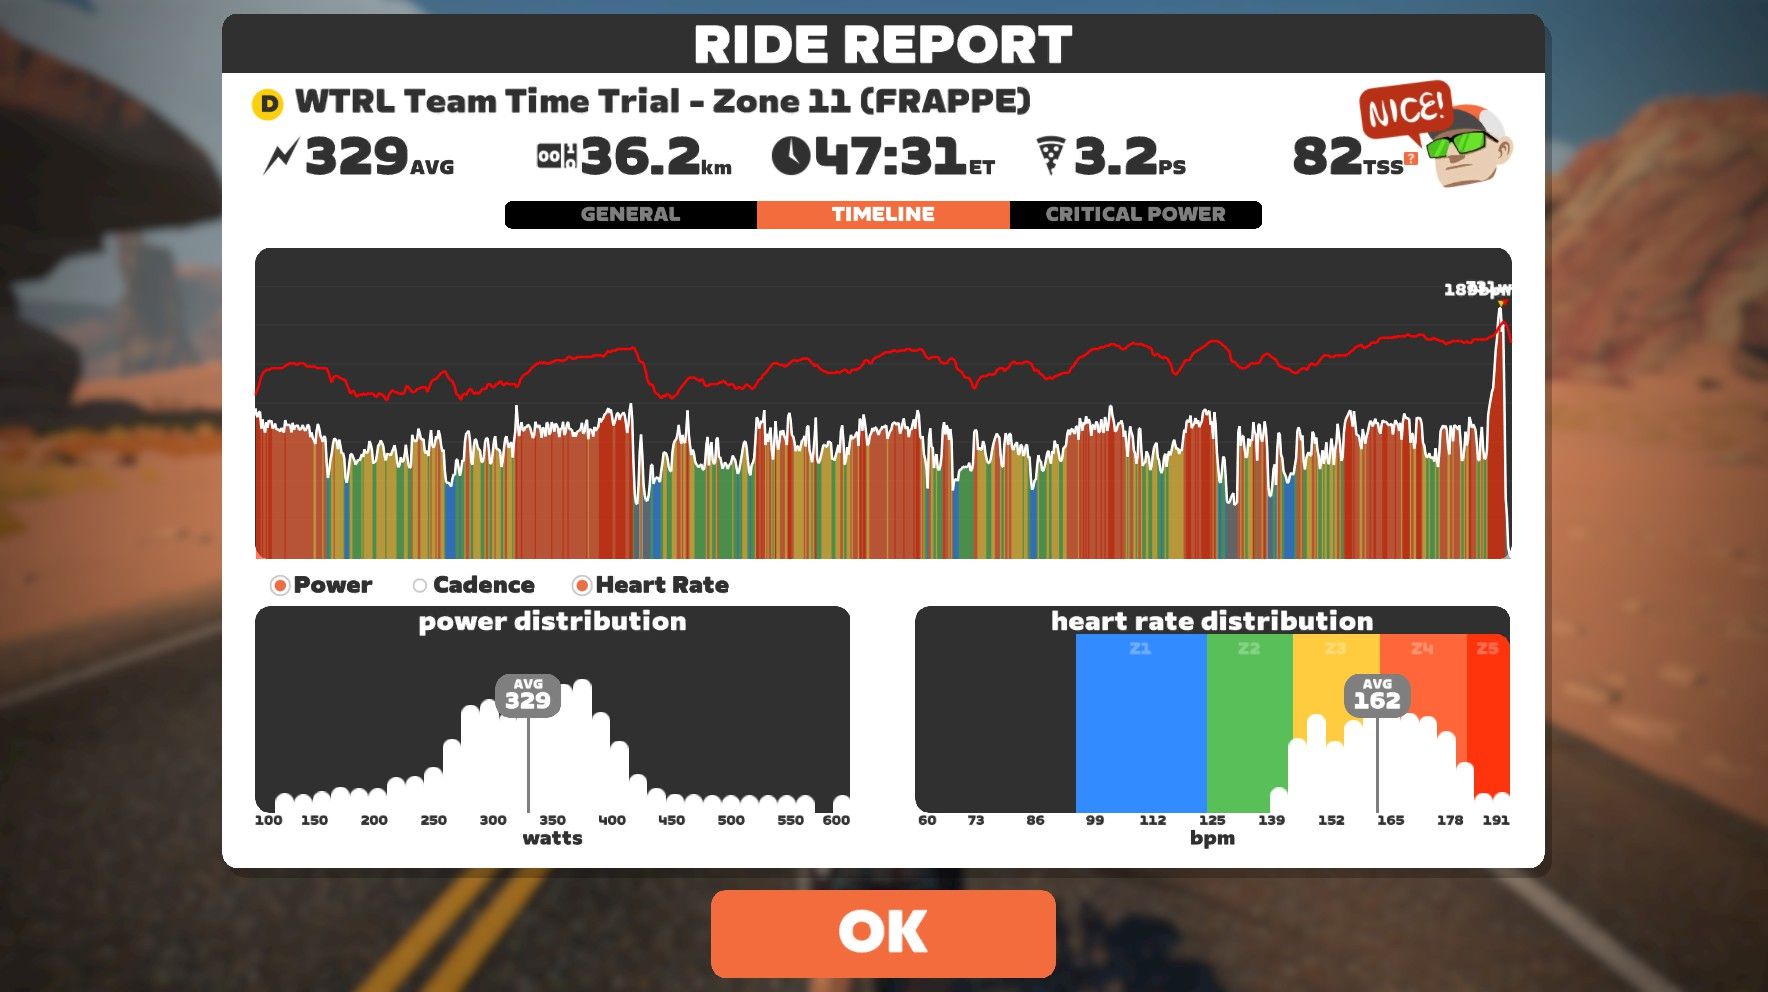 RIDE REPORT
D WTRL Team Time Trial - Zone 11 (FRAPPE)
NICE!
329AVG 36.2km 47:31ET 3.2PS 82TSS?
GENERAL TIMELINE CRITICAL POWER
Power Cadence Heart Rate
power distribution
AVG
329
100 150 200 250 300 350 400 450 500 550 600
watts
heart rate distribution
Z1 Z2 Z3 Z4 Z5
AVG
162
60 73 86 99 112 125 139 152 165 178 191
bpm
OK